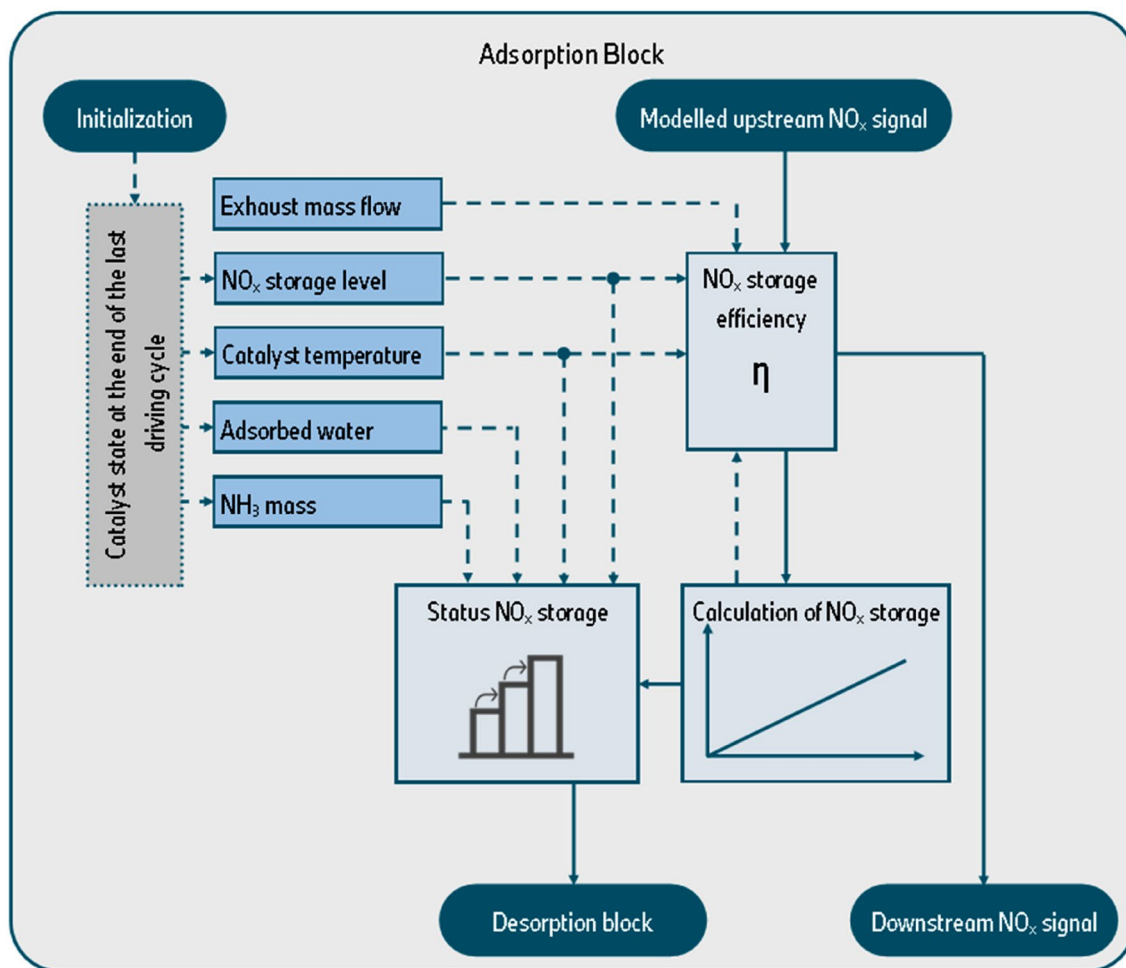 Adsorption Block
Initialization
Modelled upstream NOₓ signal
Catalyst state at the end of the last
driving cycle
Exhaust mass flow
NOₓ storage level
Catalyst temperature
Adsorbed water
NH₃ mass
NOₓ storage
efficiency
η
Status NOₓ storage
Calculation of NOₓ storage
Desorption block
Downstream NOₓ signal